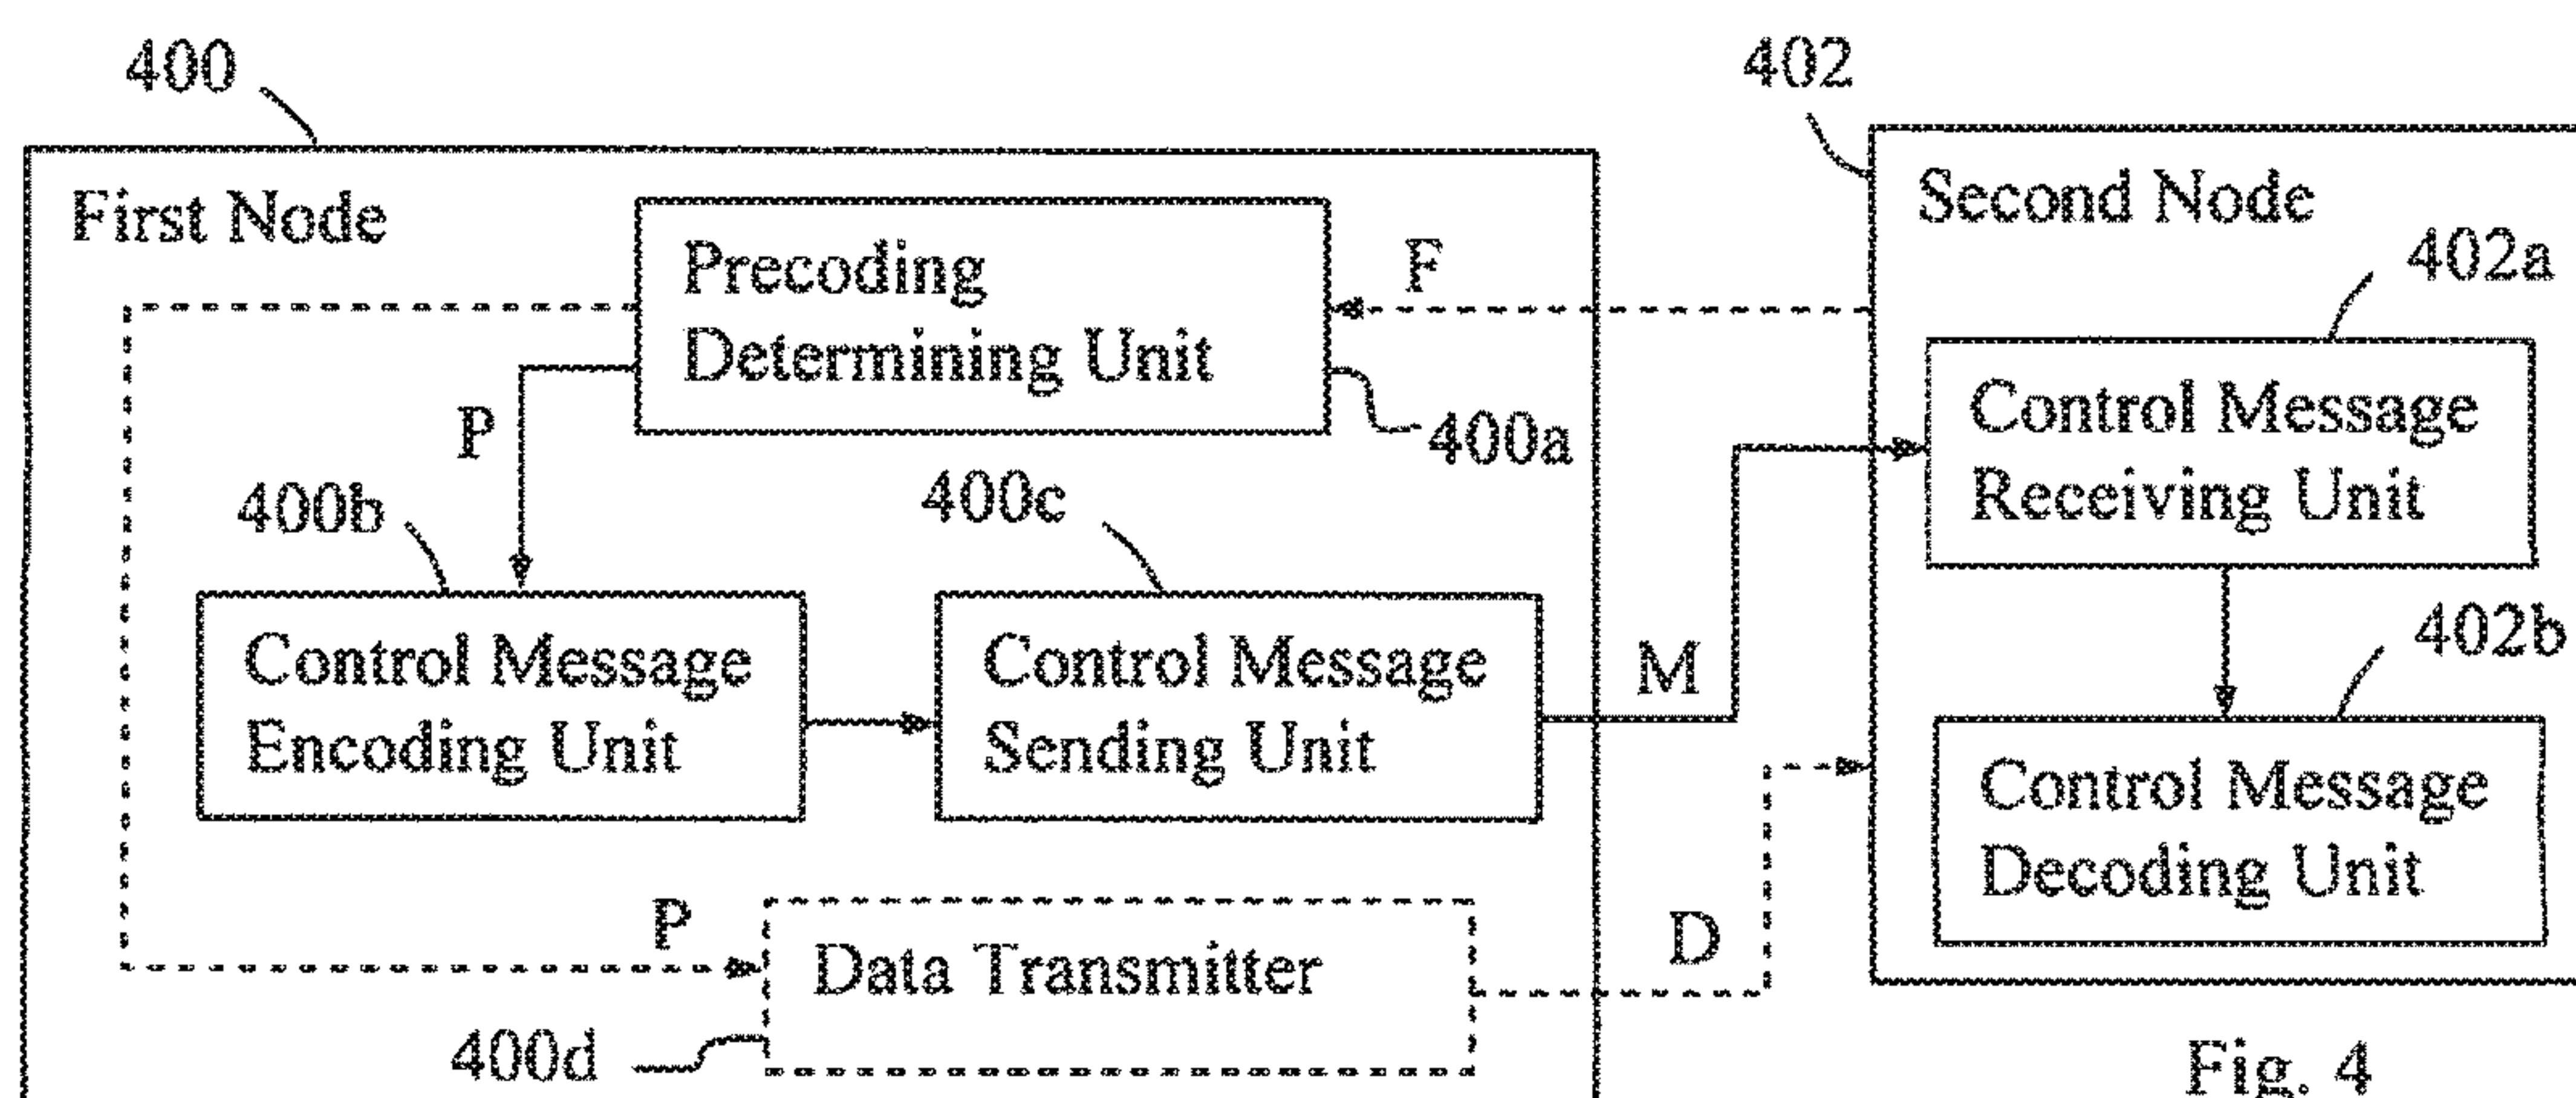 400
402
First Node
Second Node
Precoding
Determining Unit
F
402a
P
400a
Control Message
Receiving Unit
400b
400c
Control Message
Encoding Unit
Control Message
Sending Unit
M
402b
Control Message
Decoding Unit
P
Data Transmitter
D
400d
Fig. 4